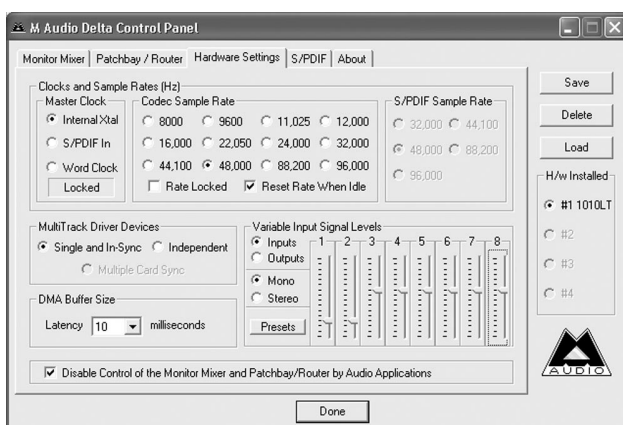 M Audio Delta Control Panel
Monitor Mixer Patchbay / Router Hardware Settings S/PDIF About
Clocks and Sample Rates (Hz)
Master Clock
Internal Xtal
S/PDIF In
Word Clock
Locked
Codec Sample Rate
8000 9600 11,025 12,000
16,000 22,050 24,000 32,000
44,100 48,000 88,200 96,000
Rate Locked Reset Rate When Idle
S/PDIF Sample Rate
32,000 44,100
48,000 88,200
96,000
MultiTrack Driver Devices
Single and In-Sync Independent
Multiple Card Sync
DMA Buffer Size
Latency 10 milliseconds
Variable Input Signal Levels
Inputs
Outputs
Mono
Stereo
Presets
1 2 3 4 5 6 7 8
Disable Control of the Monitor Mixer and Patchbay/Router by Audio Applications
Save
Delete
Load
H/w Installed
#1 1010LT
#2
#3
#4
AUDIO
Done